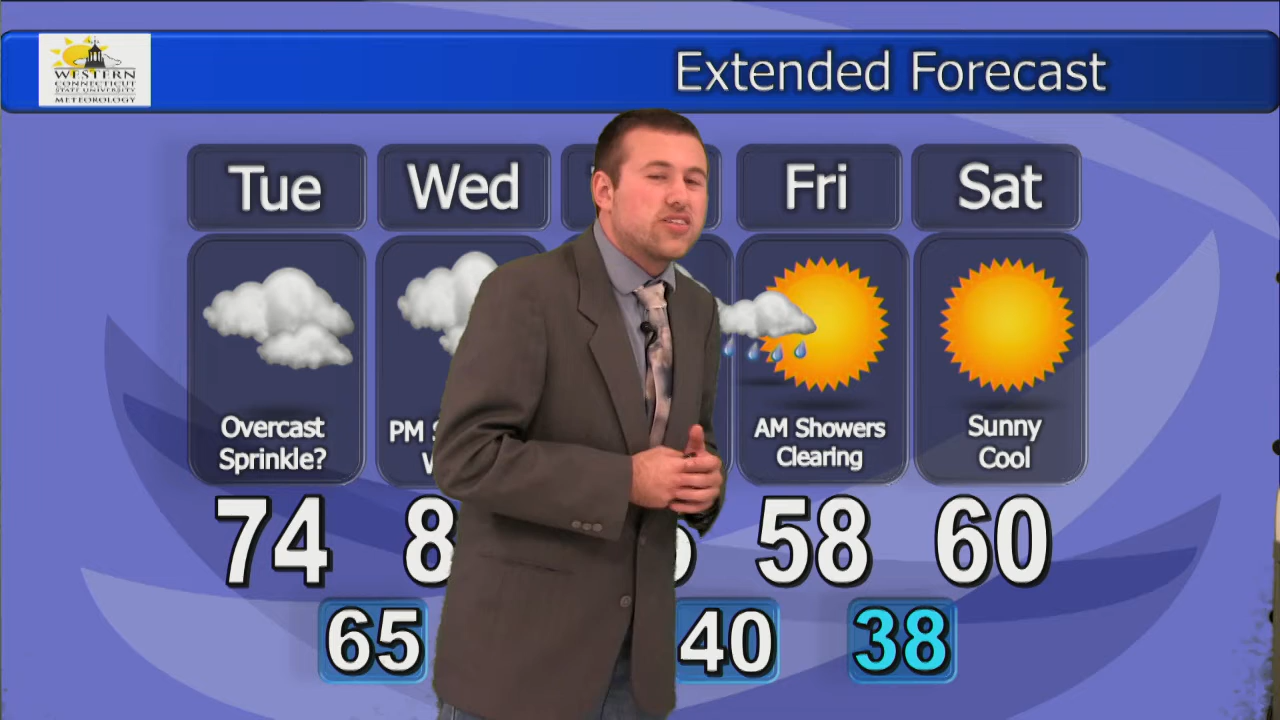 WESTERN
CONNECTICUT
STATE UNIVERSITY
METEOROLOGY
Extended Forecast
Tue Wed Fri Sat
Overcast
Sprinkle?
PM
AM Showers
Clearing
Sunny
Cool
74 58 60
65 40 38